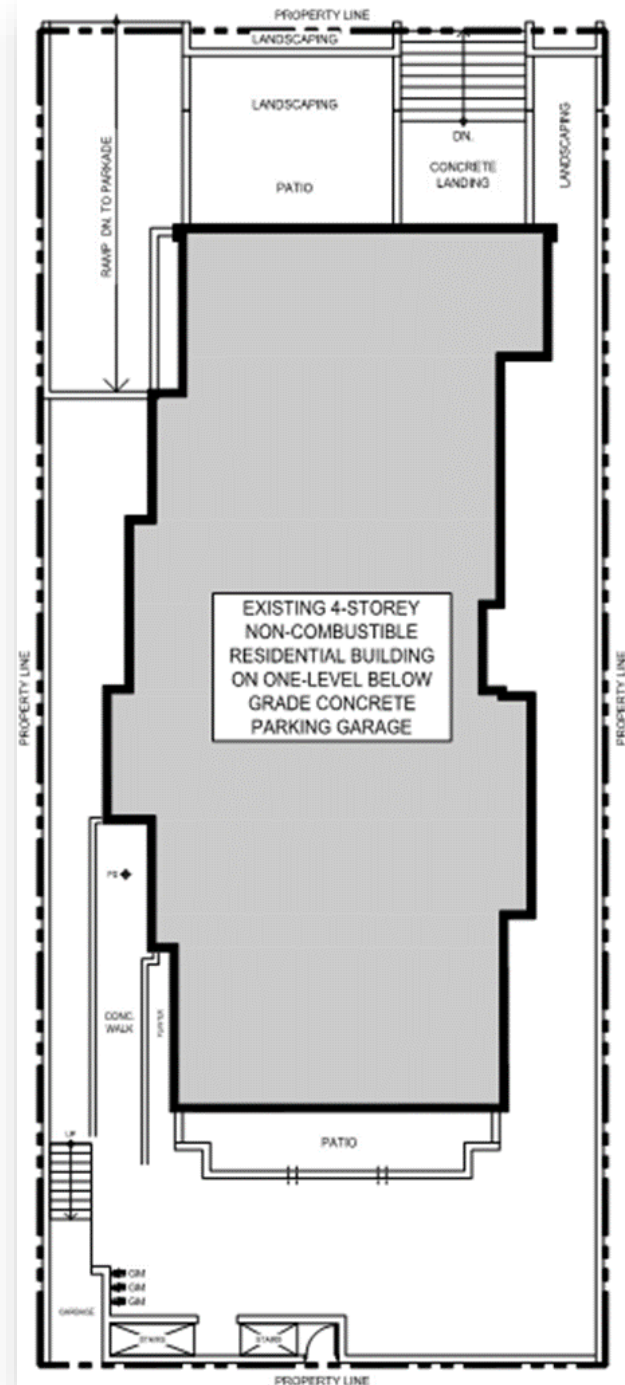 PROPERTY LINE
LANDSCAPING
LANDSCAPING
PATIO
DN.
CONCRETE
LANDING
LANDSCAPING
RAMP DN. TO PARKADE
EXISTING 4-STOREY
NON-COMBUSTIBLE
RESIDENTIAL BUILDING
ON ONE-LEVEL BELOW
GRADE CONCRETE
PARKING GARAGE
PROPERTY LINE
PROPERTY LINE
CONC.
WALK
UP
PATIO
GM
GM
GM
GARBAGE
STAIRS
STAIRS
PROPERTY LINE